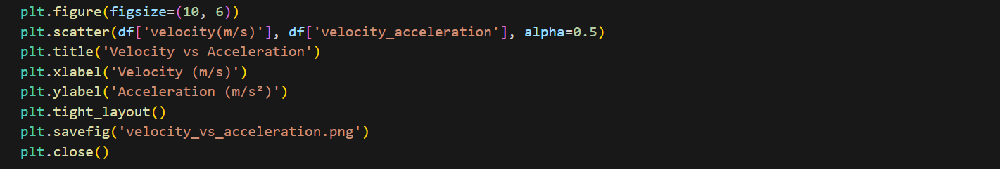 plt.figure(figsize=(10, 6))
plt.scatter(df['velocity(m/s)'], df['velocity_acceleration'], alpha=0.5)
plt.title('Velocity vs Acceleration')
plt.xlabel('Velocity (m/s)')
plt.ylabel('Acceleration (m/s²)')
plt.tight_layout()
plt.savefig('velocity_vs_acceleration.png')
plt.close()